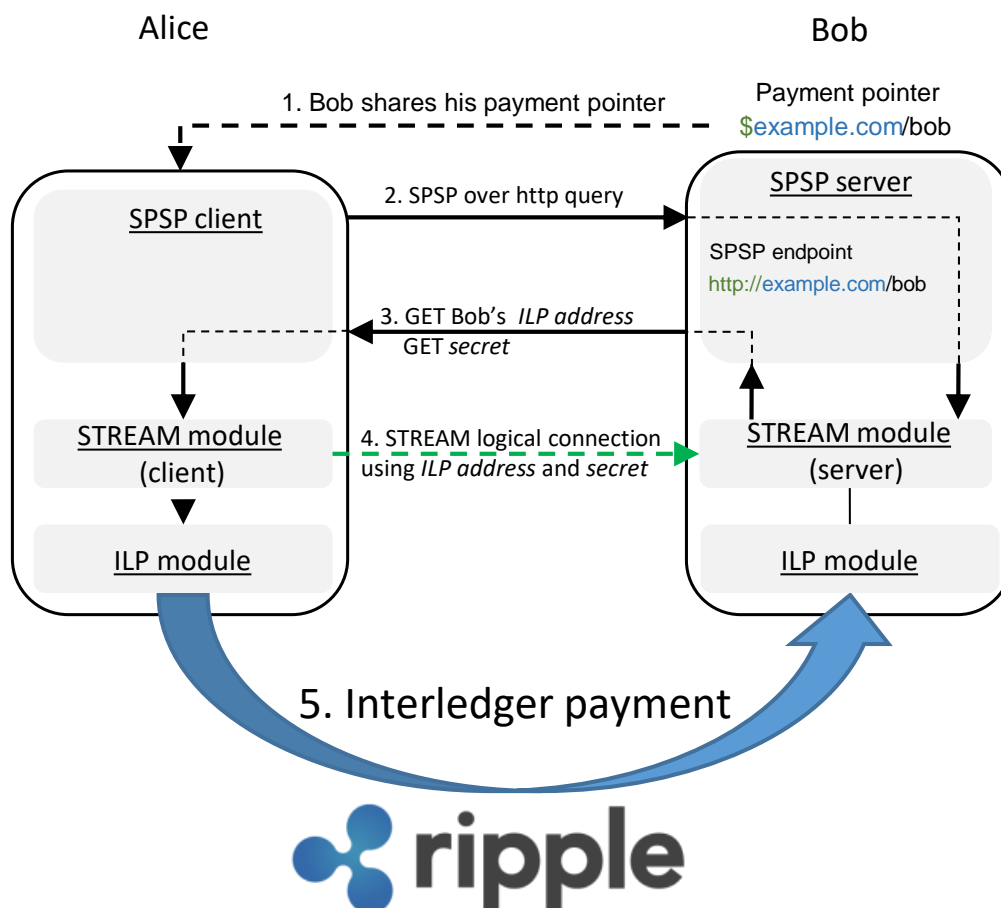 Alice
Bob
1. Bob shares his payment pointer
Payment pointer
$example.com/bob
SPSP client
2. SPSP over http query
SPSP server
SPSP endpoint
http://example.com/bob
3. GET Bob’s ILP address
GET secret
STREAM module
(client)
4. STREAM logical connection
using ILP address and secret
STREAM module
(server)
ILP module
ILP module
5. Interledger payment
ripple